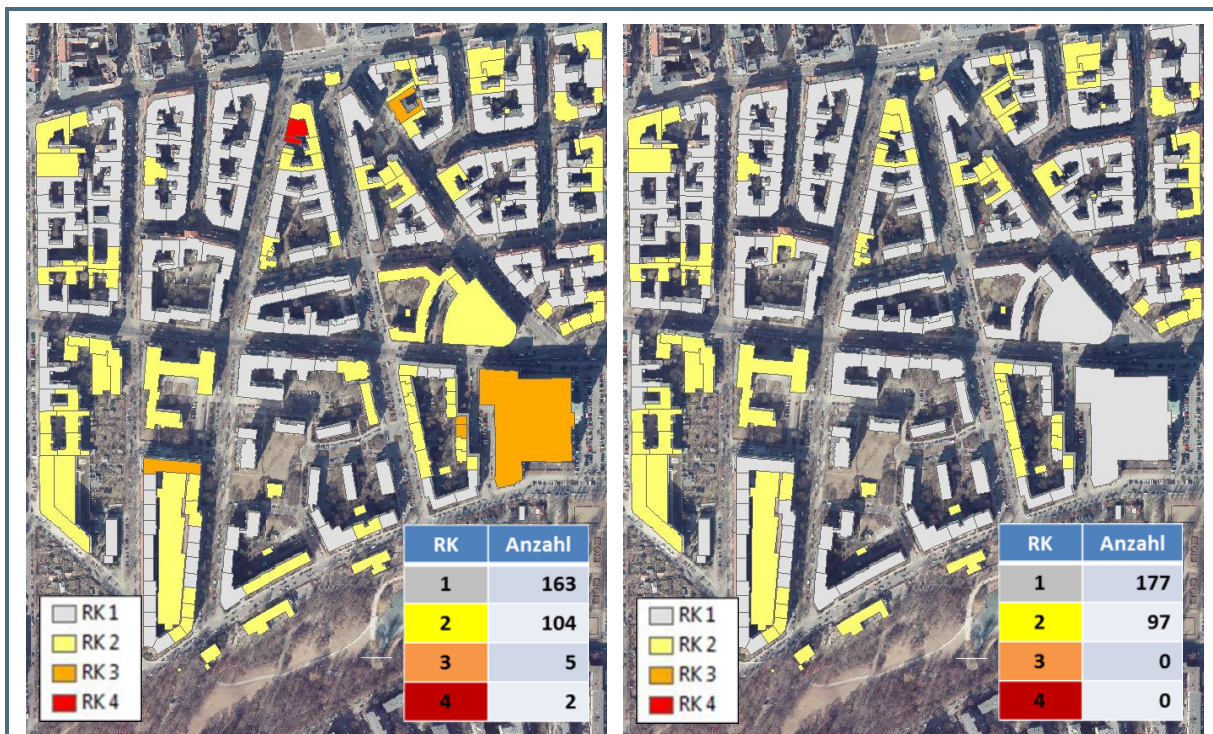 RK Anzahl
1 163
2 104
3 5
4 2
RK 1
RK 2
RK 3
RK 4
RK Anzahl
1 177
2 97
3 0
4 0
RK 1
RK 2
RK 3
RK 4